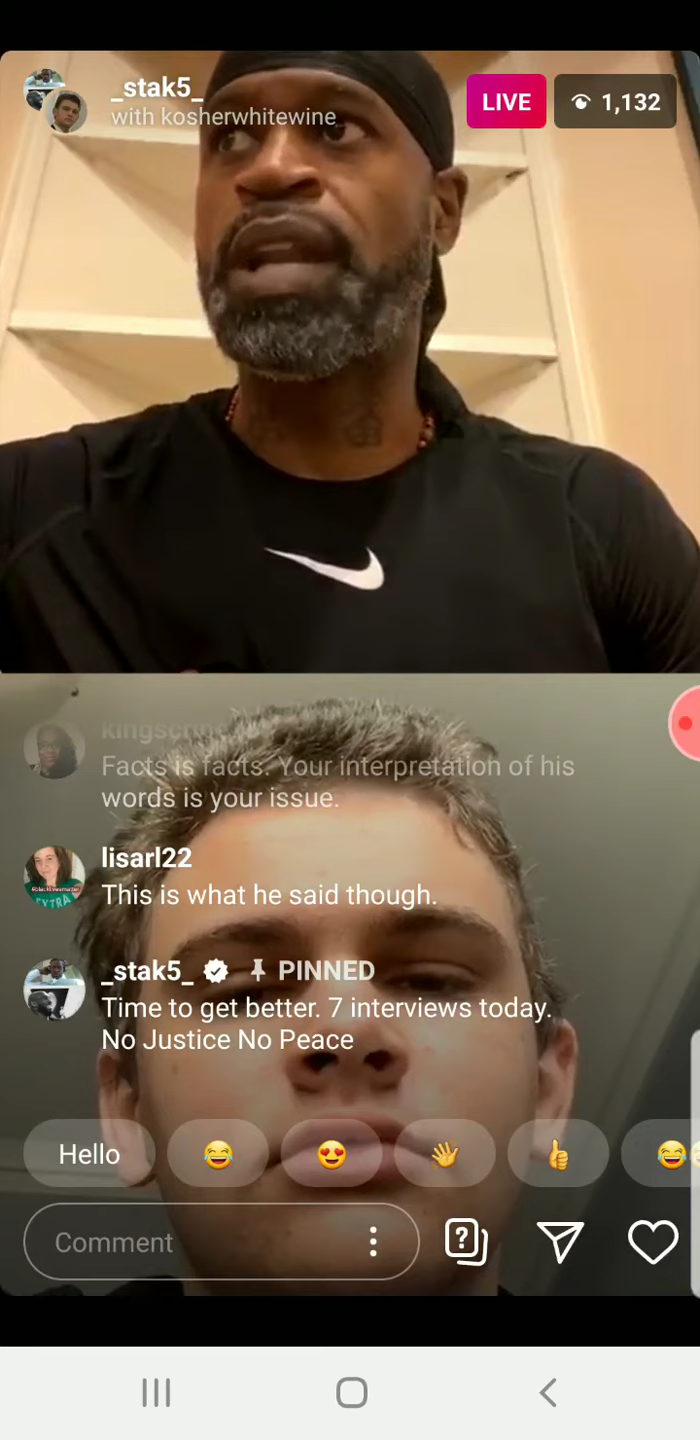 _stak5_
with kosherwhitewine
LIVE
1,132
Facts is facts. Your interpretation of his
words is your issue.
lisarl22
This is what he said though.
_stak5_ PINNED
Time to get better. 7 interviews today.
No Justice No Peace
Hello
Comment